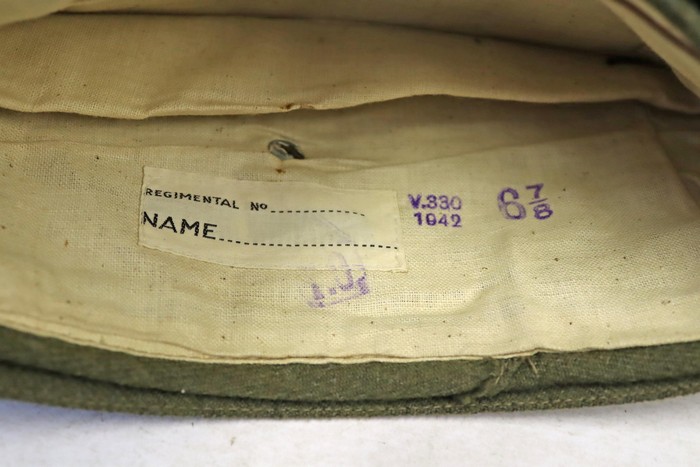 REGIMENTAL No
NAME
V.330
1942
6 7/8